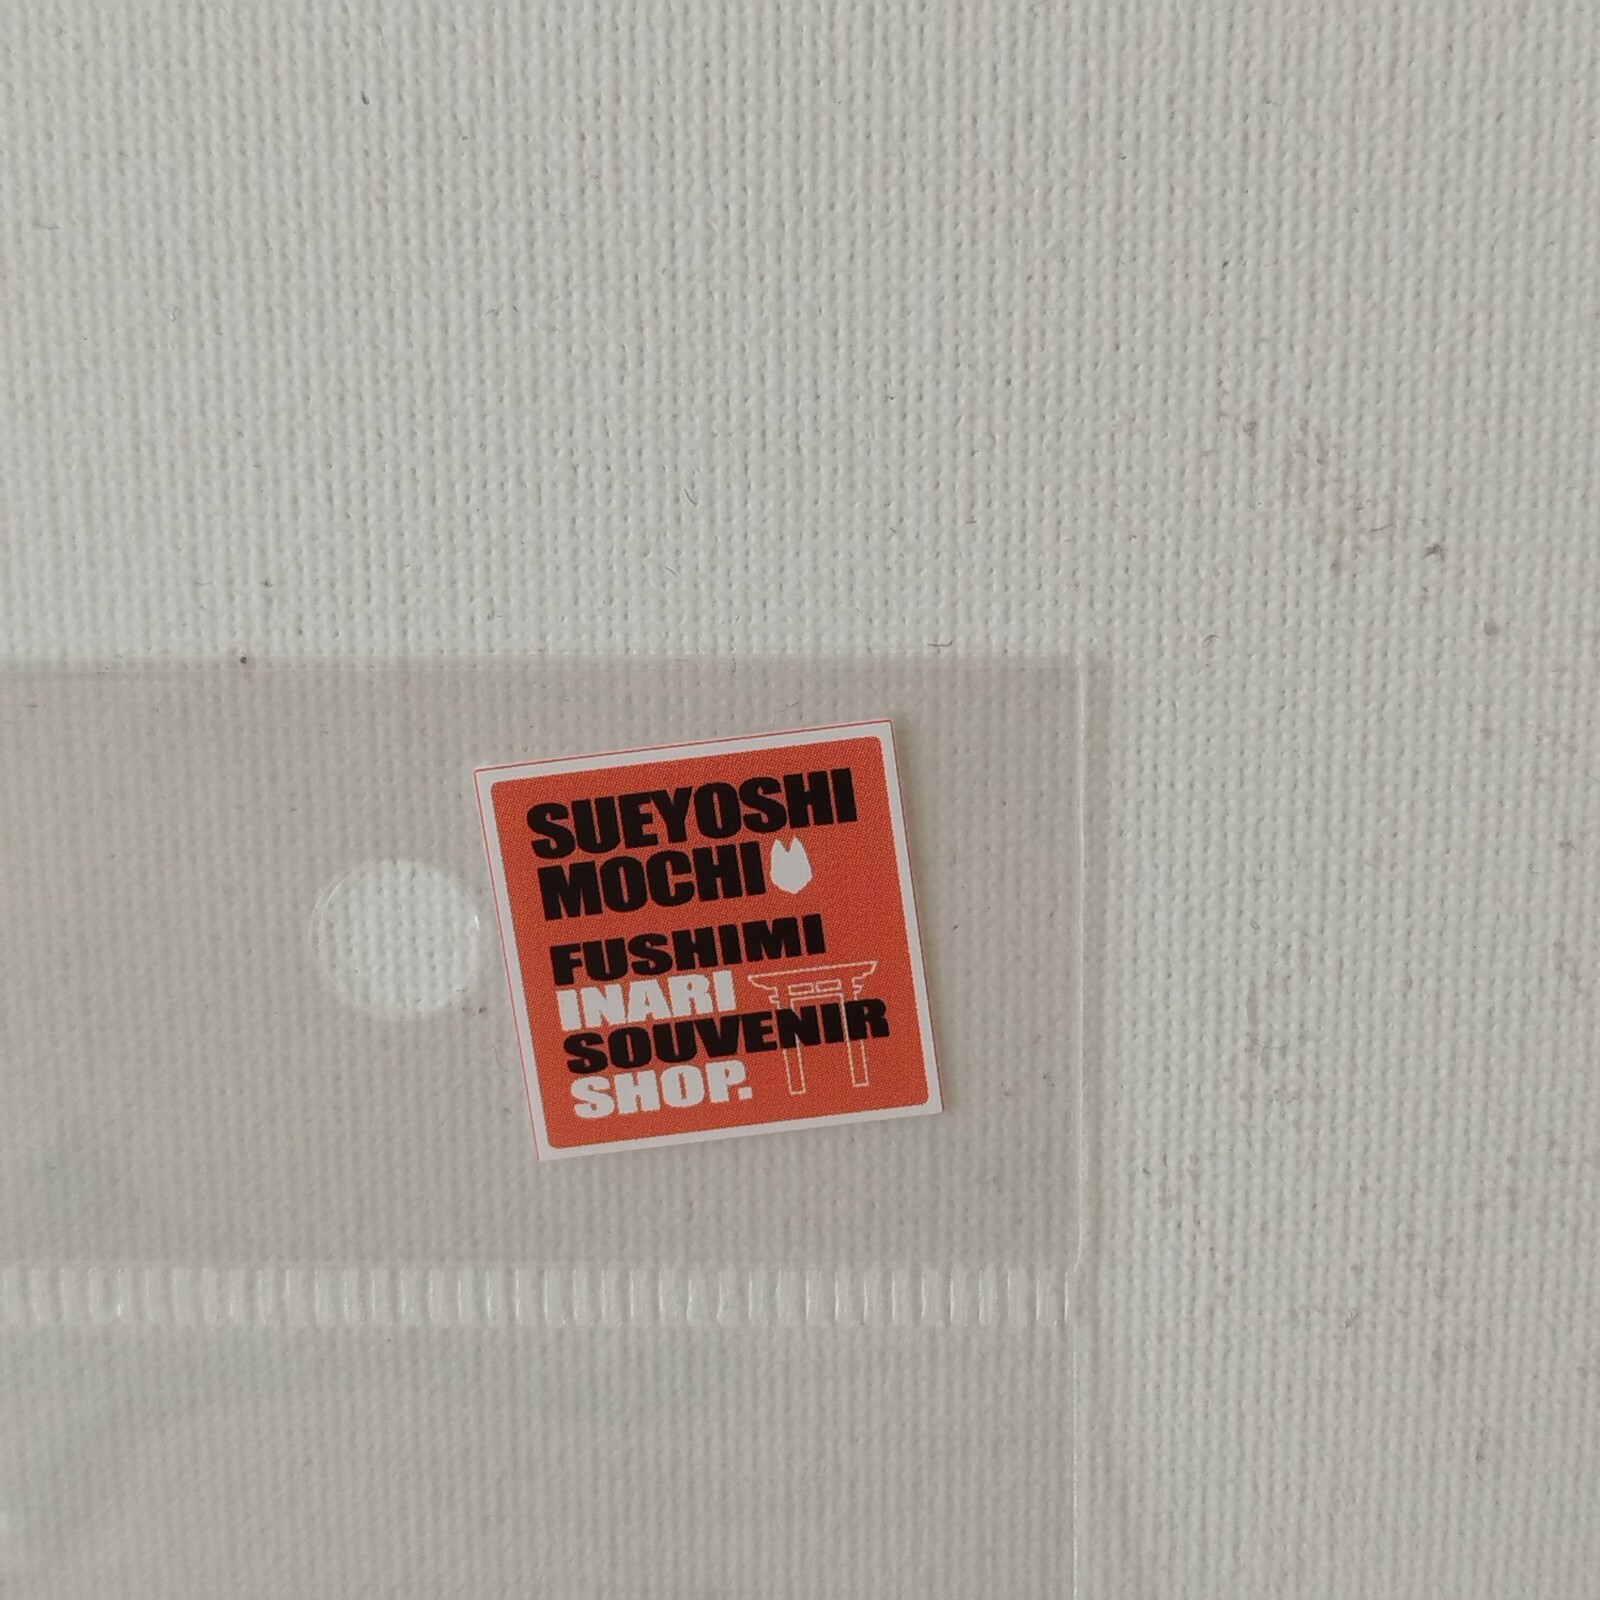 SUEYOSHI
MOCHI
FUSHIMI
INARI
SOUVENIR
SHOP.